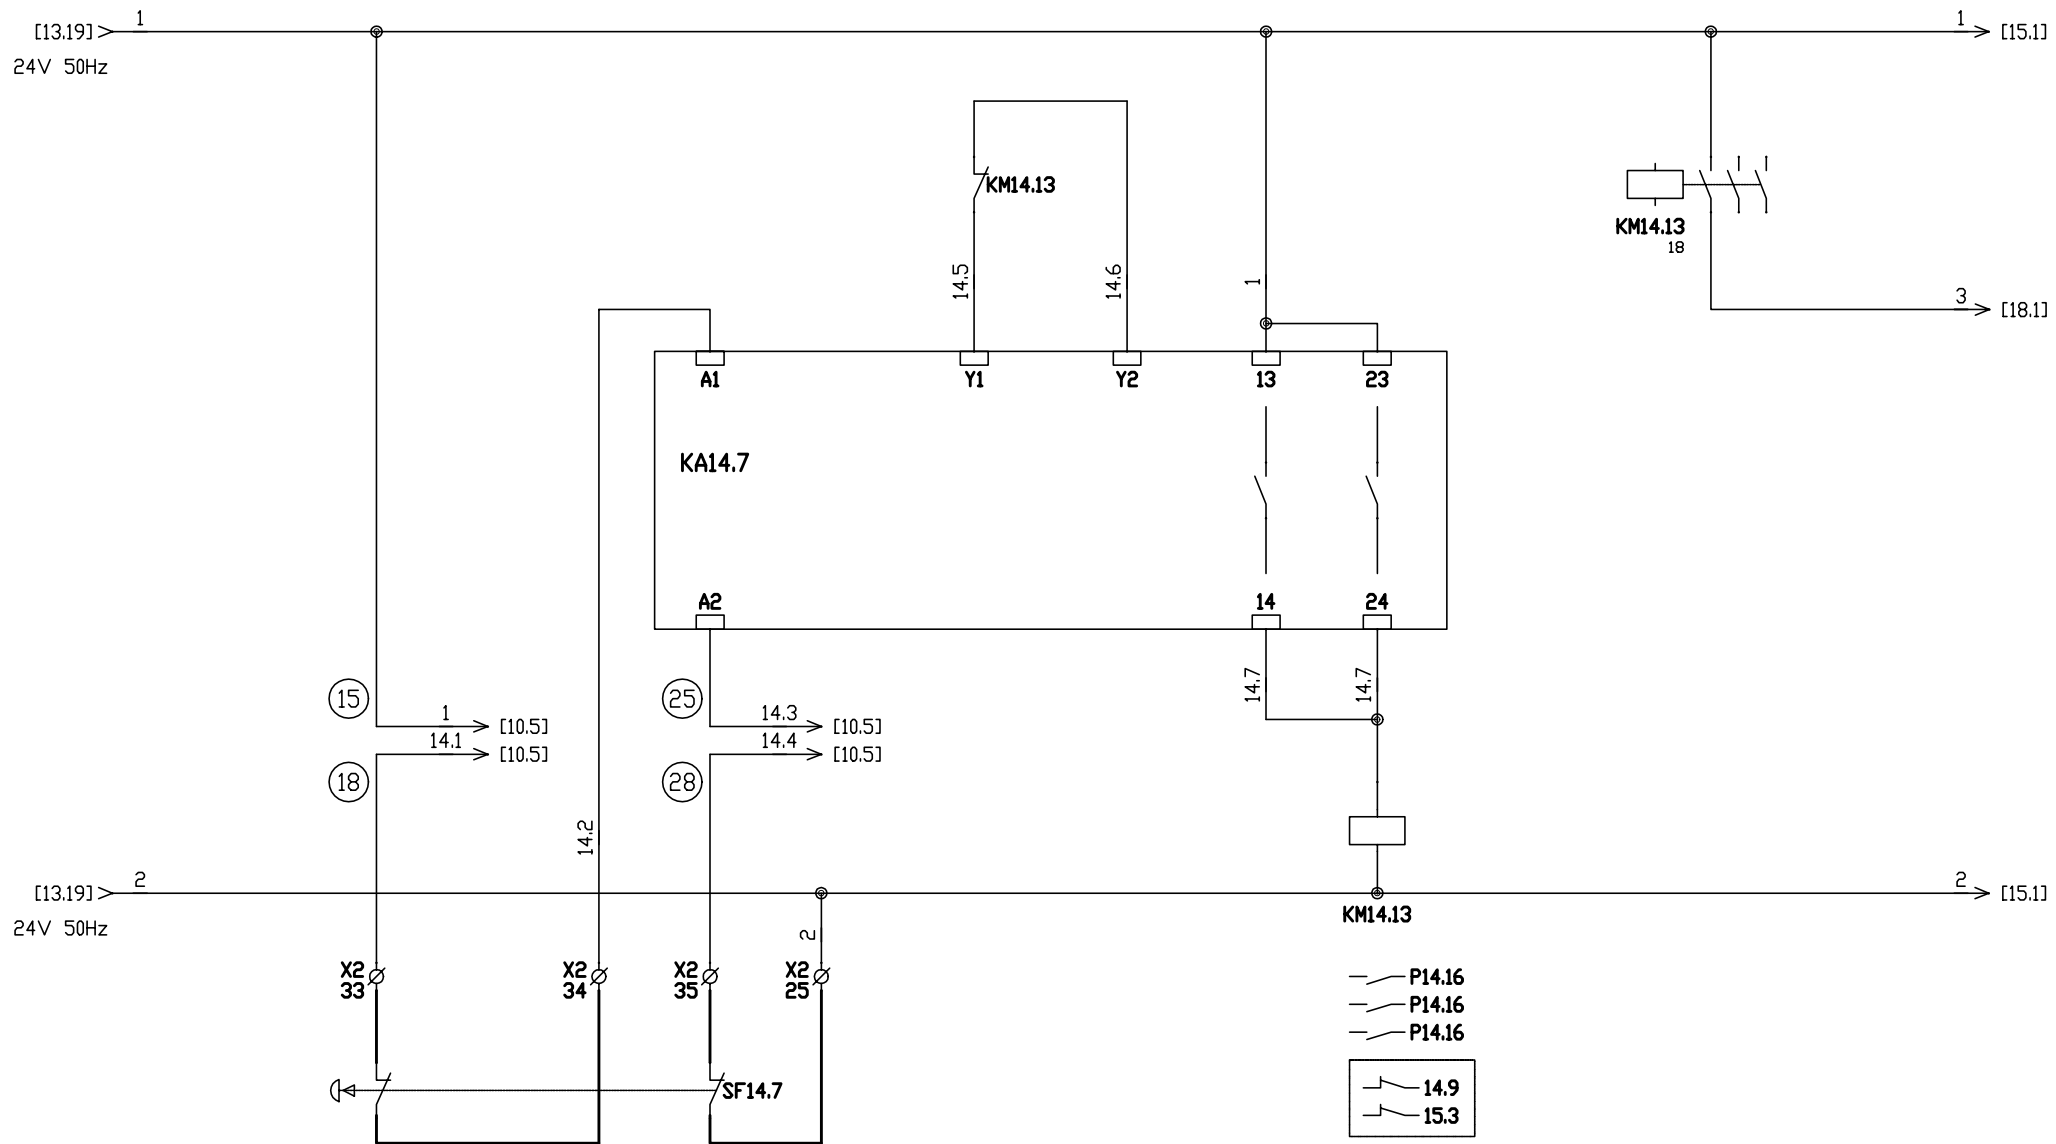 1
1
[13.19]
[15.1]
24V 50Hz
KM14.13
KM14.13
18
14.5
14.6
1
3
[18.1]
A1
Y1
Y2
13
23
KA14.7
A2
14
24
15
25
14.7
14.7
1
[10.5]
14.3
[10.5]
14.1
[10.5]
14.4
[10.5]
18
28
14.2
2
2
[13.19]
[15.1]
24V 50Hz
KM14.13
2
X2
33
X2
34
X2
35
X2
25
P14.16
P14.16
P14.16
SF14.7
14.9
15.3